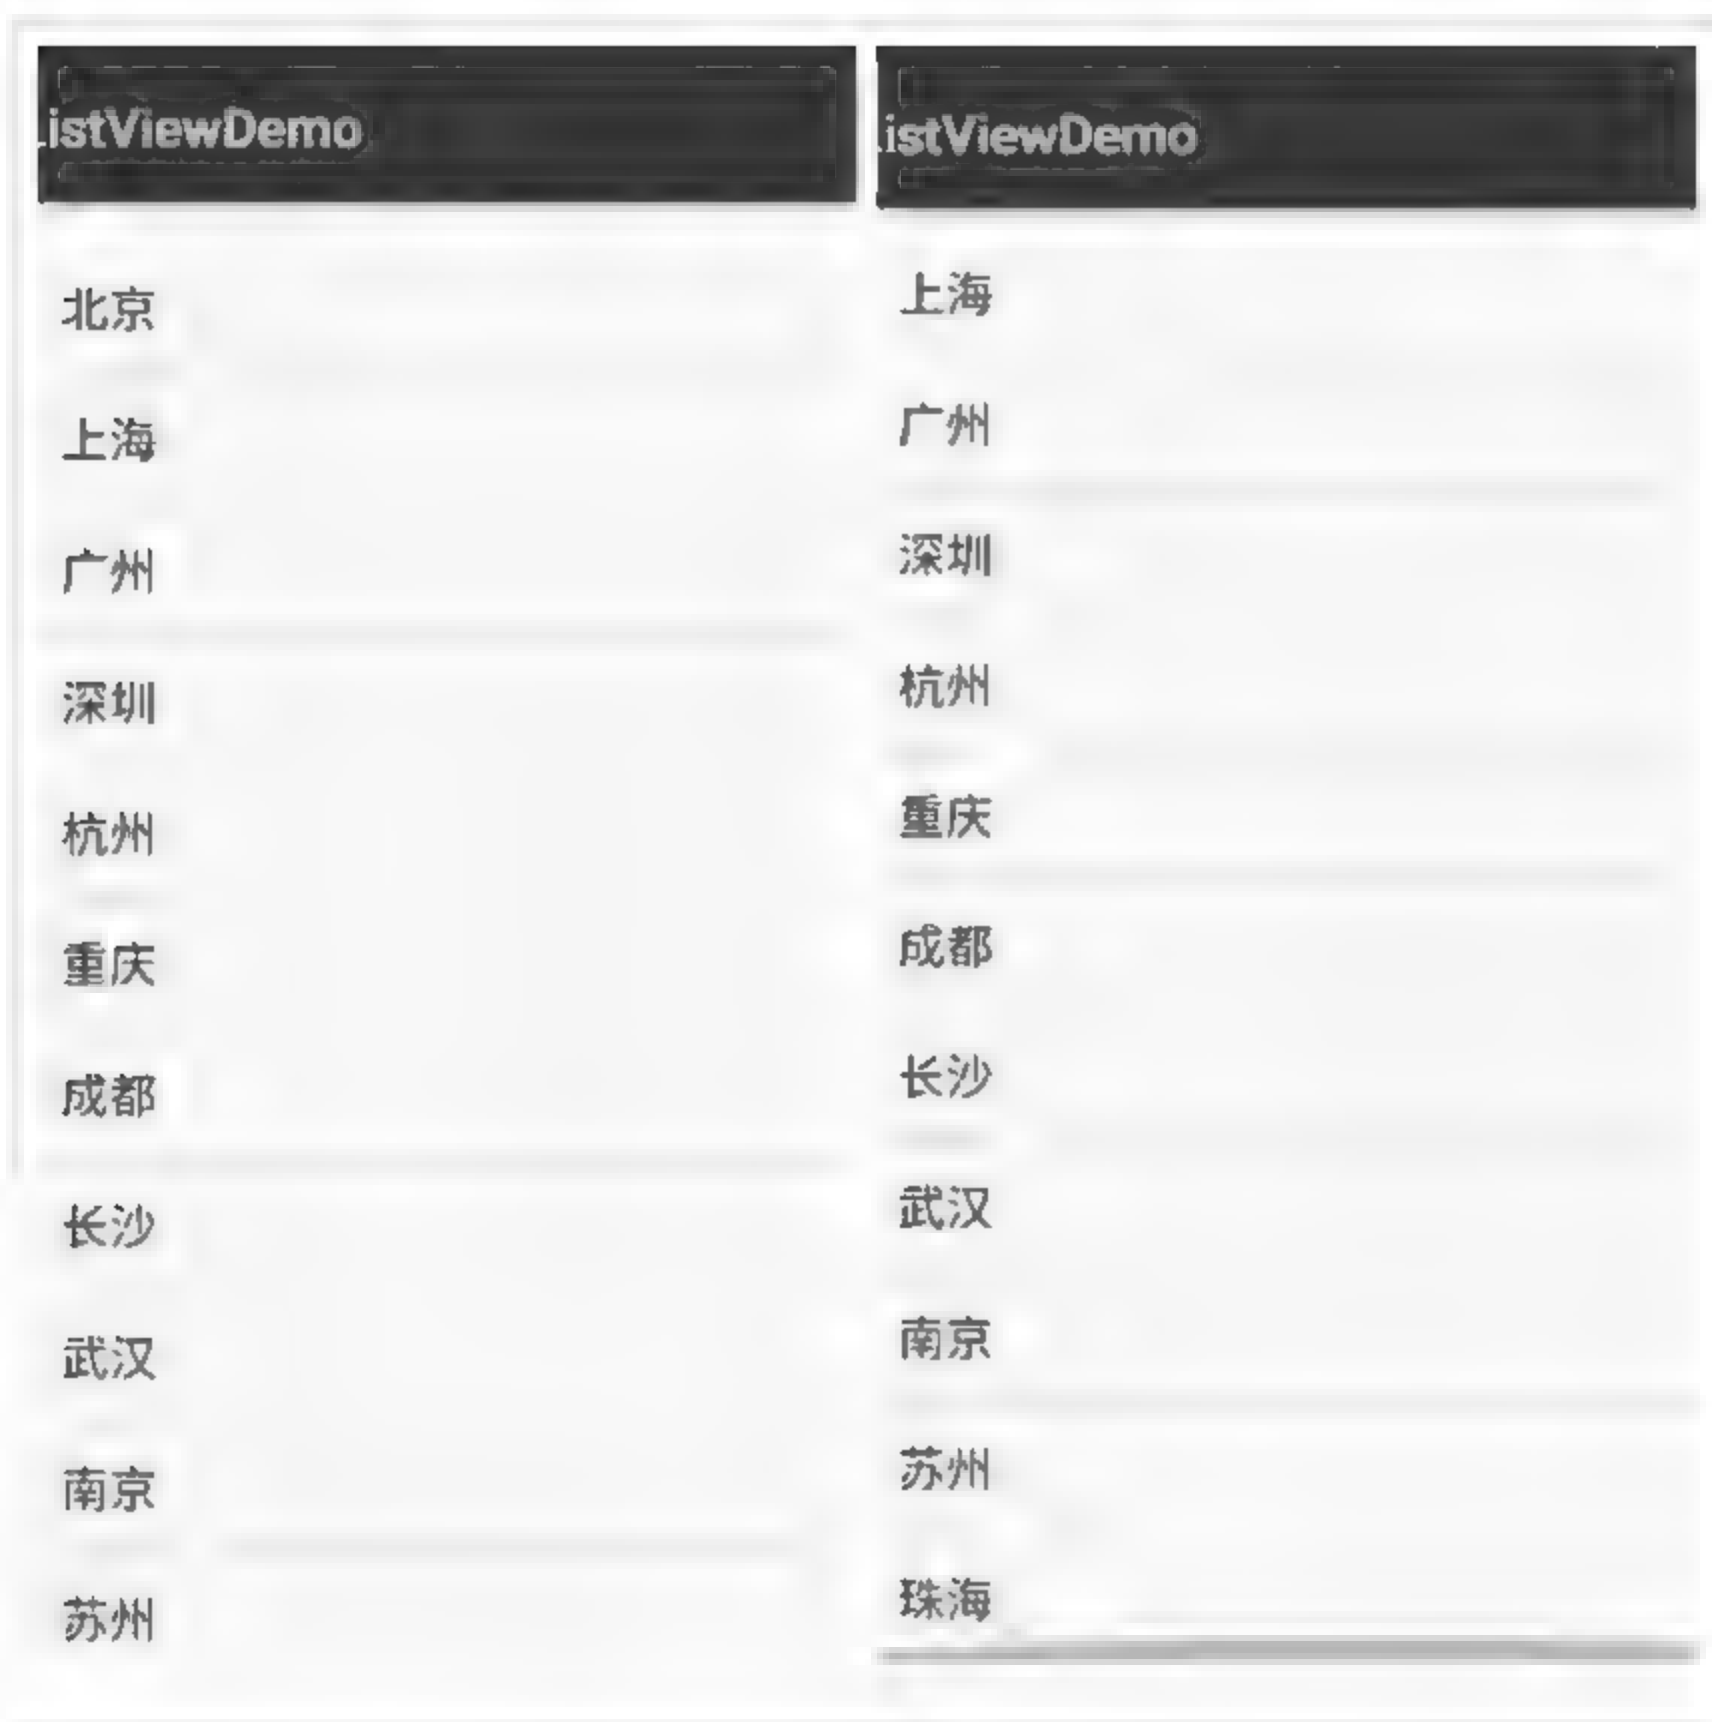 istViewDemo
北京
上海
广州
深圳
杭州
重庆
成都
长沙
武汉
南京
苏州
istViewDemo
上海
广州
深圳
杭州
重庆
成都
长沙
武汉
南京
苏州
珠海